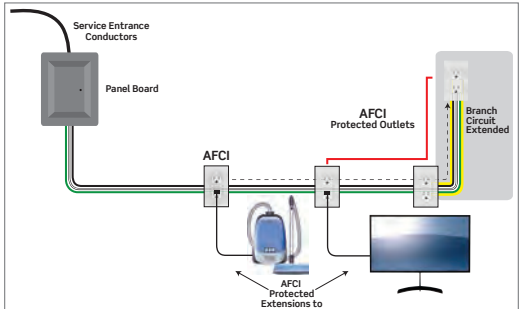 Service Entrance
Conductors
Panel Board
AFCI
Protected Outlets
Branch
Circuit
Extended
AFCI
AFCI
Protected
Extensions to